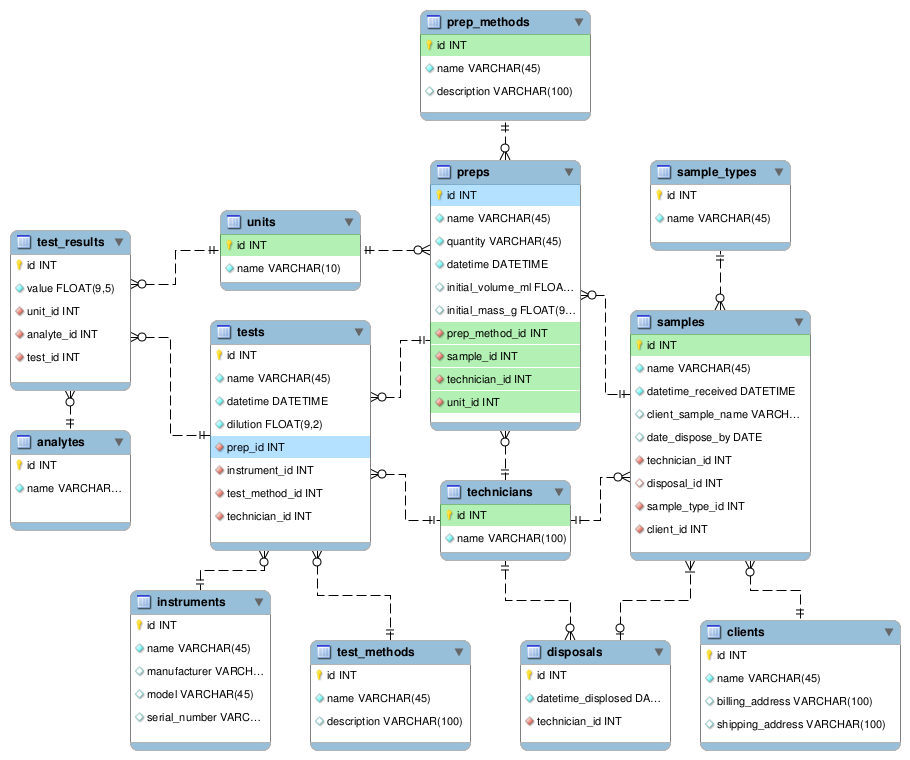 prep_methods
id INT
name VARCHAR(45)
description VARCHAR(100)
preps
id INT
name VARCHAR(45)
quantity VARCHAR(45)
datetime DATETIME
initial_volume_ml FLOA...
initial_mass_g FLOAT(9...
prep_method_id INT
sample_id INT
technician_id INT
unit_id INT
sample_types
id INT
name VARCHAR(45)
units
id INT
name VARCHAR(10)
test_results
id INT
value FLOAT(9,5)
unit_id INT
analyte_id INT
test_id INT
tests
id INT
name VARCHAR(45)
datetime DATETIME
dilution FLOAT(9,2)
prep_id INT
instrument_id INT
test_method_id INT
technician_id INT
samples
id INT
name VARCHAR(45)
datetime_received DATETIME
client_sample_name VARCH...
date_dispose_by DATE
technician_id INT
disposal_id INT
sample_type_id INT
client_id INT
analytes
id INT
name VARCHAR...
technicians
id INT
name VARCHAR(100)
instruments
id INT
name VARCHAR(45)
manufacturer VARCH...
model VARCHAR(45)
serial_number VARC...
test_methods
id INT
name VARCHAR(45)
description VARCHAR(100)
disposals
id INT
datetime_displosed DA...
technician_id INT
clients
id INT
name VARCHAR(45)
billing_address VARCHAR(100)
shipping_address VARCHAR(100)